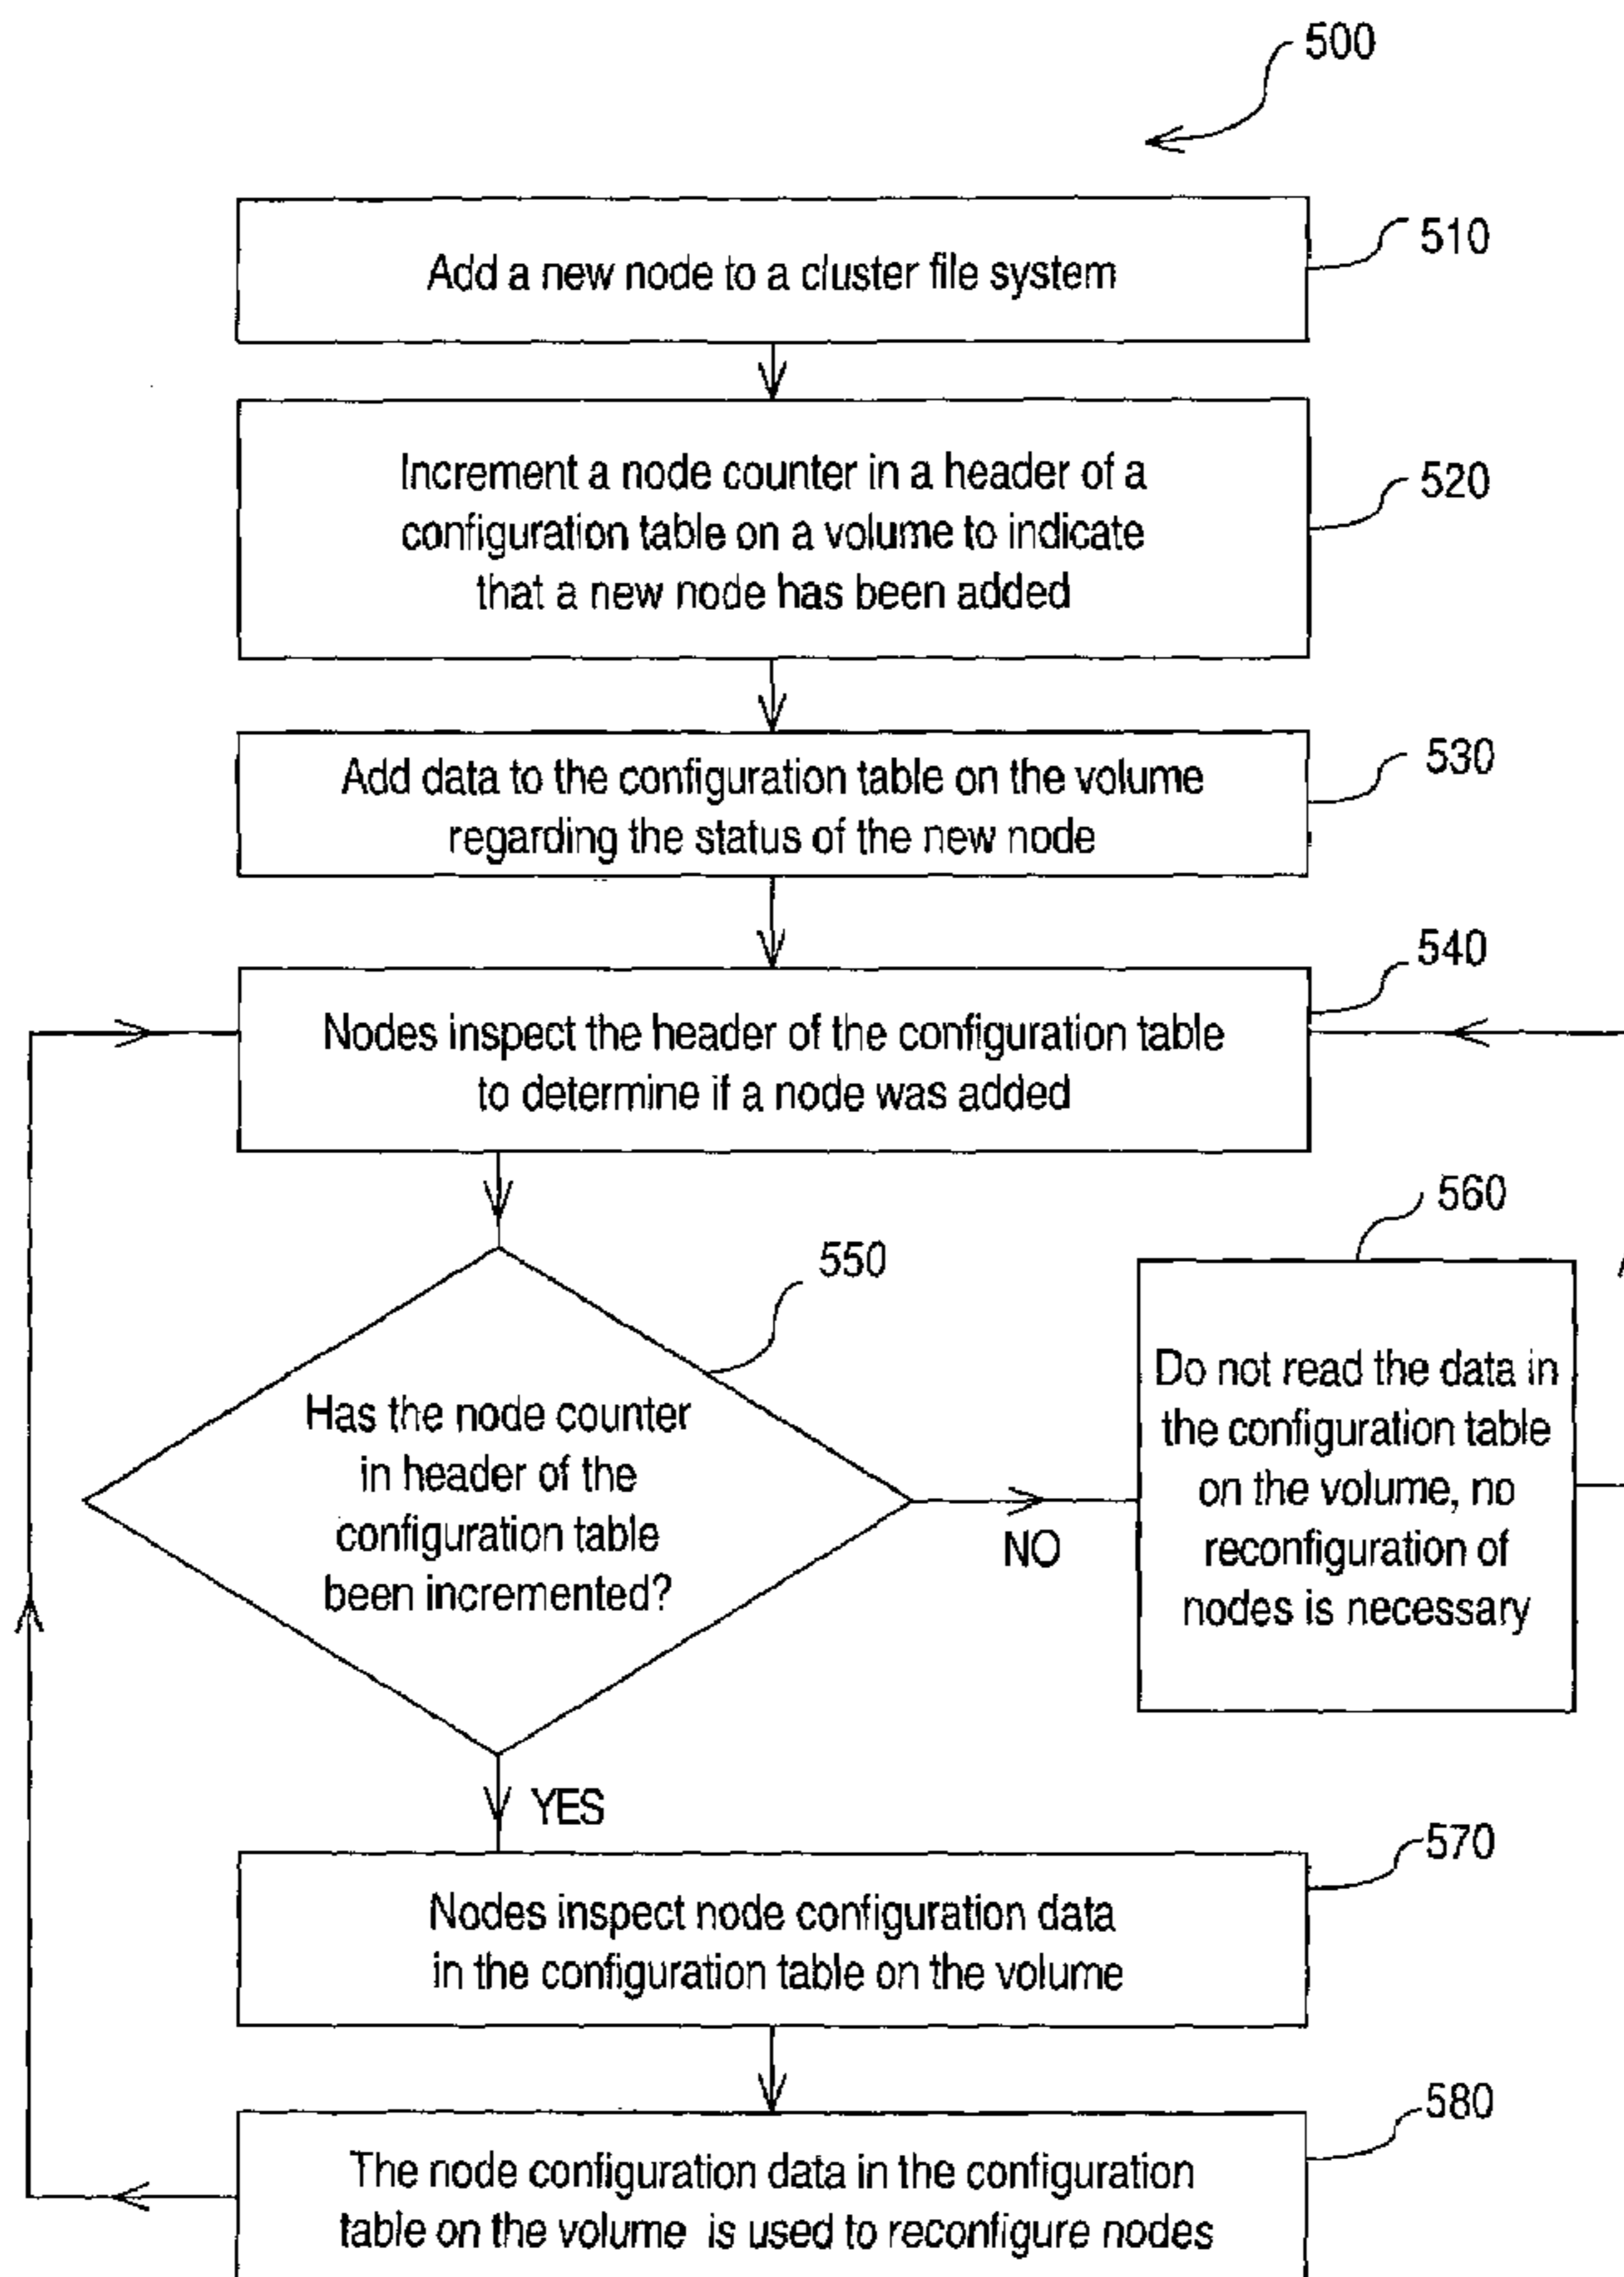 500
Add a new node to a cluster file system
510
Increment a node counter in a header of a
configuration table on a volume to indicate
that a new node has been added
520
Add data to the configuration table on the volume
regarding the status of the new node
530
Nodes inspect the header of the configuration table
to determine if a node was added
540
Has the node counter
in header of the
configuration table
been incremented?
550
NO
560
Do not read the data in
the configuration table
on the volume, no
reconfiguration of
nodes is necessary
YES
Nodes inspect node configuration data
in the configuration table on the volume
570
The node configuration data in the configuration
table on the volume is used to reconfigure nodes
580